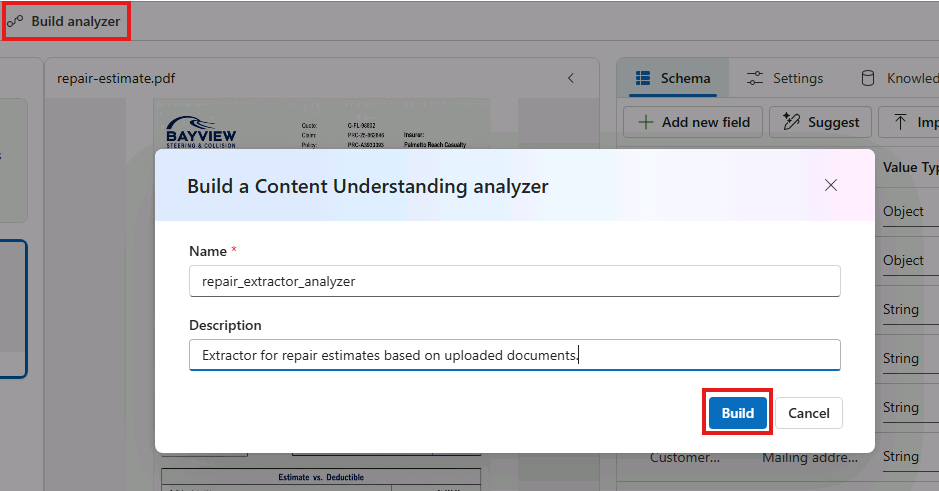 Build analyzer
repair-estimate.pdf
Schema
Settings
Knowled
Add new field
Suggest
Imp
BAYVIEW
STEERING & COLLISION
Quote:
Claim:
Policy:
Insurer:
Palmetto Reach Casualty
Value Typ
Object
Object
String
String
String
String
Build a Content Understanding analyzer
Name *
repair_extractor_analyzer
Description
Extractor for repair estimates based on uploaded documents.
Build
Cancel
Customer...
Mailing addre...
Estimate vs. Deductible